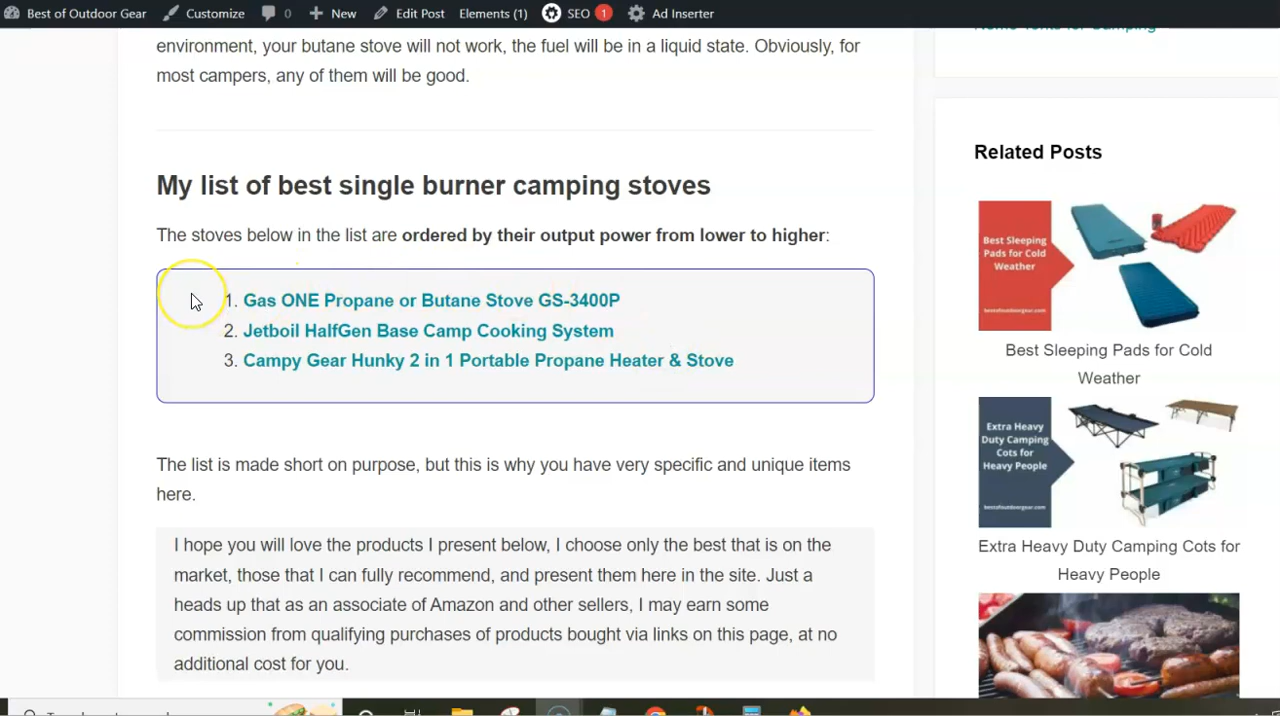 Best of Outdoor Gear Customize 0 New Edit Post Elements (1) SEO 1 Ad Inserter
environment, your butane stove will not work, the fuel will be in a liquid state. Obviously, for
most campers, any of them will be good.
My list of best single burner camping stoves
The stoves below in the list are ordered by their output power from lower to higher:
1. Gas ONE Propane or Butane Stove GS-3400P
2. Jetboil HalfGen Base Camp Cooking System
3. Campy Gear Hunky 2 in 1 Portable Propane Heater & Stove
The list is made short on purpose, but this is why you have very specific and unique items
here.
I hope you will love the products I present below, I choose only the best that is on the
market, those that I can fully recommend, and present them here in the site. Just a
heads up that as an associate of Amazon and other sellers, I may earn some
commission from qualifying purchases of products bought via links on this page, at no
additional cost for you.
Related Posts
Best Sleeping
Pads for Cold
Weather
bestofoutdoorgear.com
Best Sleeping Pads for Cold
Weather
Extra Heavy
Duty Camping
Cots for
Heavy People
bestofoutdoorgear.com
Extra Heavy Duty Camping Cots for
Heavy People